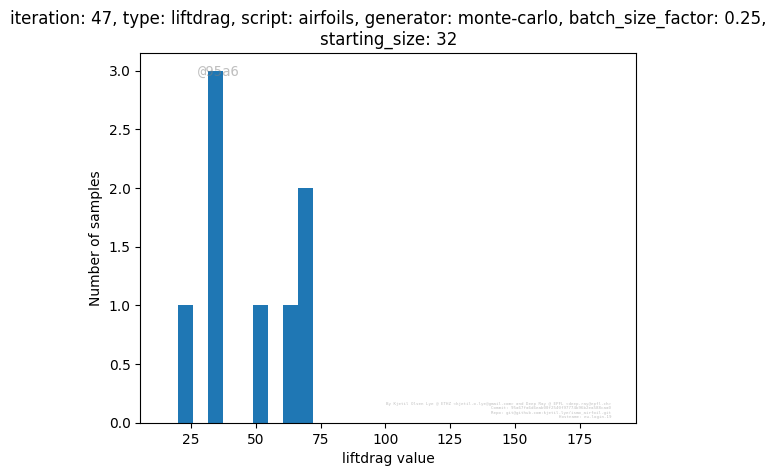 iteration: 47, type: liftdrag, script: airfoils, generator: monte-carlo, batch_size_factor: 0.25,
starting_size: 32
@95a6
3.0
2.5
2.0
1.5
1.0
0.5
0.0
Number of samples
25
50
75
100
125
150
175
liftdrag value